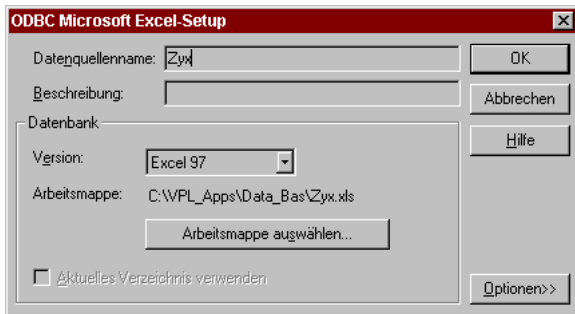 ODBC Microsoft Excel-Setup
Datenquellenname: Zyx
OK
Beschreibung:
Abbrechen
Datenbank
Hilfe
Version: Excel 97
Arbeitsmappe: C:\VPL_Apps\Data_Bas\Zyx.xls
Arbeitsmappe auswählen...
Aktuelles Verzeichnis verwenden
Optionen>>